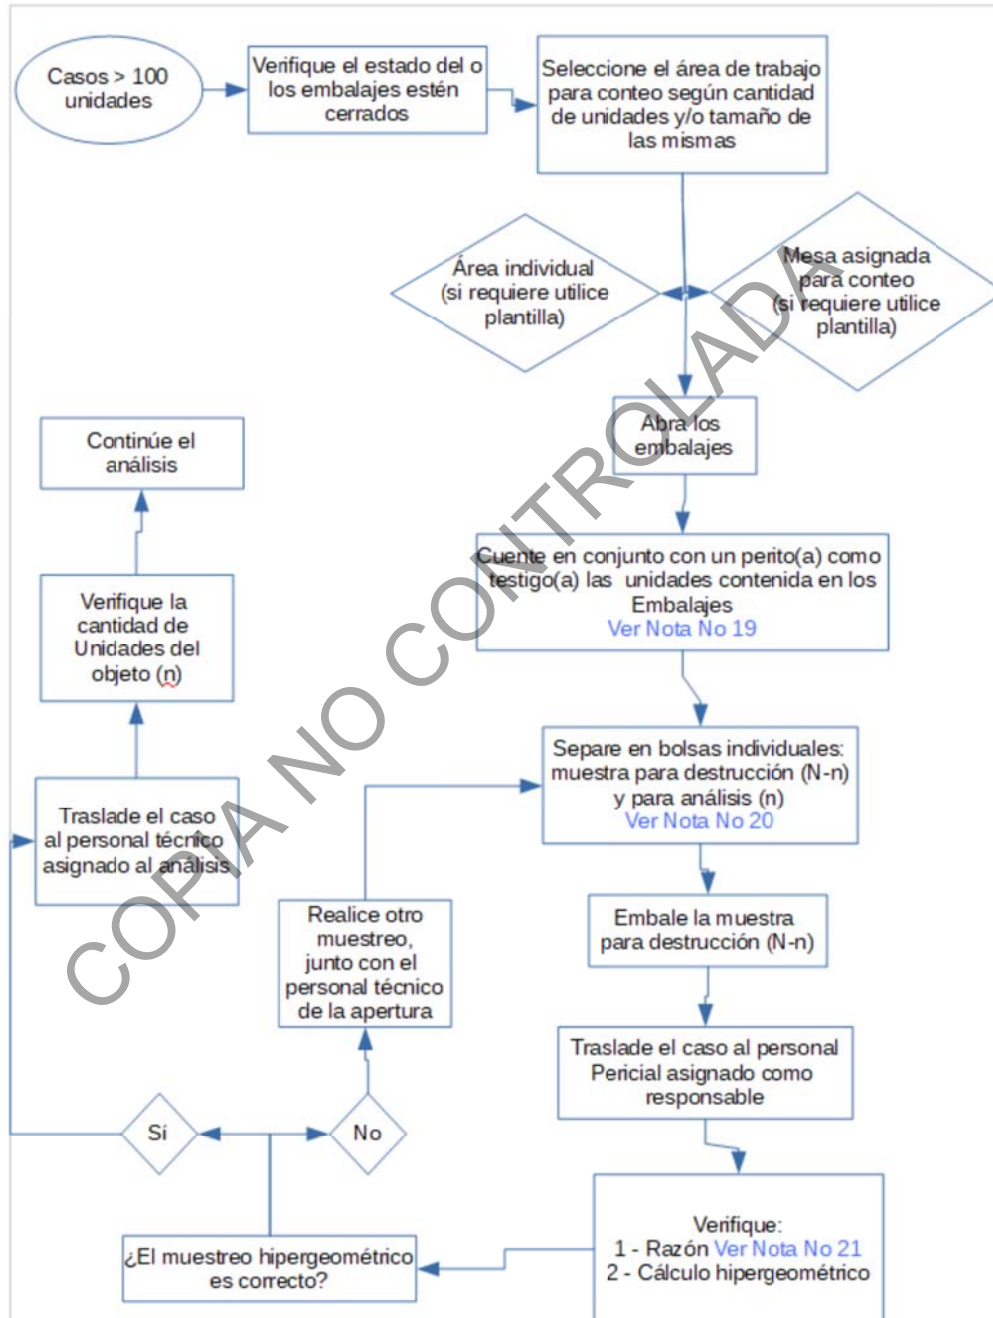 Casos > 100
unidades
Verifique el estado del o
los embalajes estén
cerrados
Seleccione el área de trabajo
para conteo según cantidad
de unidades y/o tamaño de
las mismas
Área individual
(si requiere utilice
plantilla)
Mesa asignada
para conteo
(si requiere utilice
plantilla)
Abra los
embalajes
Cuente en conjunto con un perito(a) como
testigo(a) las unidades contenida en los
Embalajes
Ver Nota No 19
Separe en bolsas individuales:
muestra para destrucción (N-n)
y para análisis (n)
Ver Nota No 20
Embale la muestra
para destrucción (N-n)
Traslade el caso al personal
Pericial asignado como
responsable
Verifique:
1 - Razón Ver Nota No 21
2 - Cálculo hipergeométrico
¿El muestreo hipergeométrico
es correcto?
Sí
No
Realice otro
muestreo,
junto con el
personal técnico
de la apertura
Traslade el caso
al personal técnico
asignado al análisis
Verifique la
cantidad de
Unidades del
objeto (n)
Continúe el
análisis
COPIA NO CONTROLADA